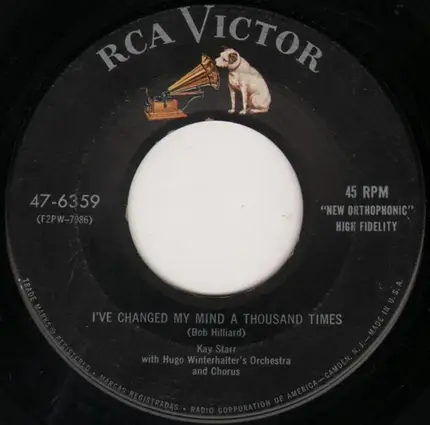 RCA VICTOR
47-6359
(F2PW-7986)
45 RPM
"NEW ORTHOPHONIC"
HIGH FIDELITY
I'VE CHANGED MY MIND A THOUSAND TIMES
(Bob Hilliard)
Kay Starr
with Hugo Winterhalter's Orchestra
and Chorus
TRADE MARKS ® REGISTERED • MARCAS REGISTRADAS • RADIO CORPORATION OF AMERICA—CAMDEN, N.J.—MADE IN U.S.A.